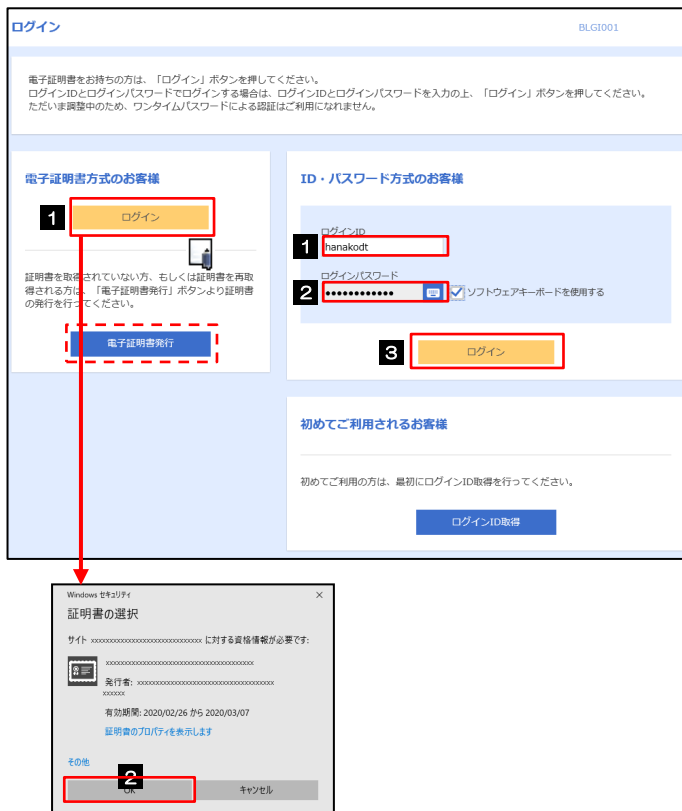 ログイン
BLGI001
電子証明書をお持ちの方は、「ログイン」ボタンを押してください。
ログインIDとログインパスワードでログインする場合は、ログインIDとログインパスワードを入力の上、「ログイン」ボタンを押してください。
ただいま調整中のため、ワンタイムパスワードによる認証はご利用になれません。
電子証明書方式のお客様
1
ログイン
証明書を取得されていない方、もしくは証明書を再取
得される方は、「電子証明書発行」ボタンより証明書
の発行を行ってください。
電子証明書発行
ID・パスワード方式のお客様
ログインID
1
hanakodt
ログインパスワード
2
••••••••••••
ソフトウェアキーボードを使用する
3
ログイン
初めてご利用されるお客様
初めてご利用の方は、最初にログインID取得を行ってください。
ログインID取得
Windows セキュリティ
×
証明書の選択
サイト xxxxxxxxxxxxxxxxxxxxxxxxxxxxxx に対する資格情報が必要です:
xxxxxxxxxxxxxxxxxxxxxxxxxxxxxxxxxxxxxxxx
発行者: xxxxxxxxxxxxxxxxxxxxxxxxxxxxxxxxxxxxx
xxxxxx
有効期間: 2020/02/26 から 2020/03/07
証明書のプロパティを表示します
その他
2
OK
キャンセル